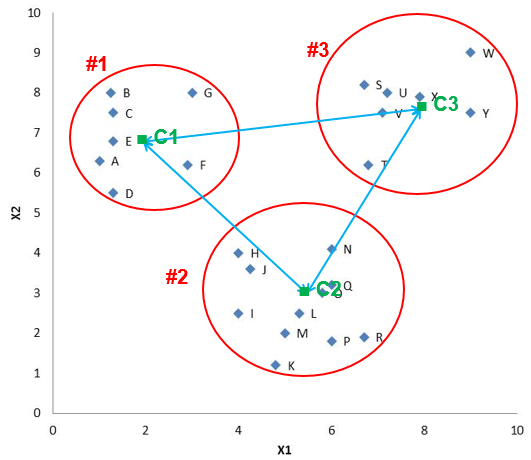 10
9
8
7
6
5
4
3
2
1
0
X2
#1
#3
#2
B
G
C
E
C1
A
F
D
W
S
U
X
C3
V
Y
T
H
N
J
Q
C2
O
I
L
M
P
R
K
0
2
4
6
8
10
X1